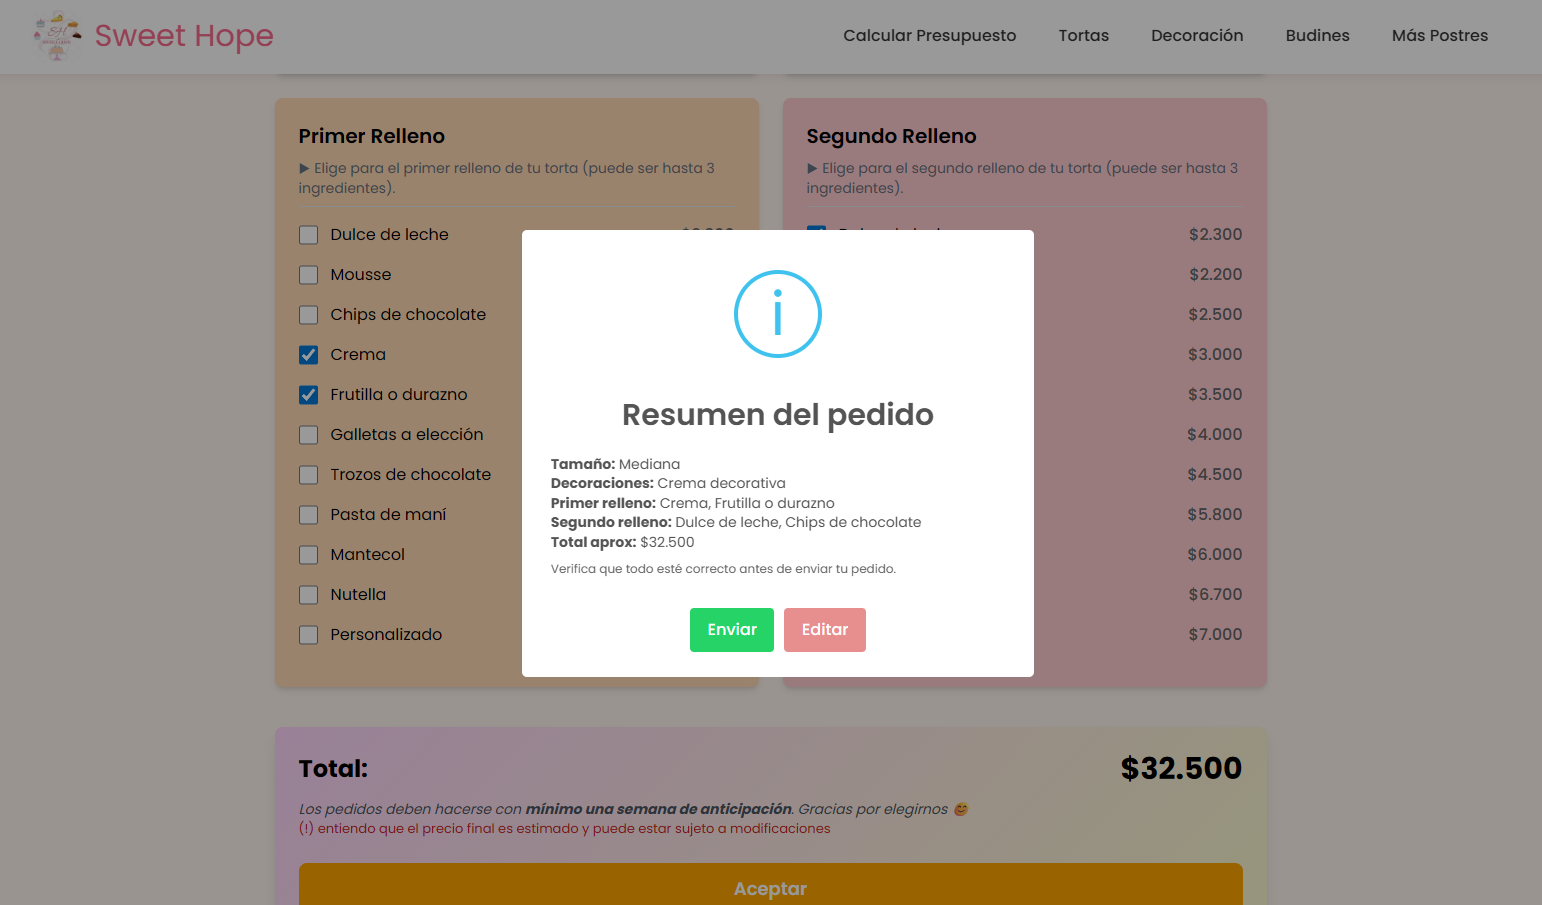 Sweet Hope
Calcular Presupuesto
Tortas
Decoración
Budines
Más Postres
Primer Relleno
▶ Elige para el primer relleno de tu torta (puede ser hasta 3
ingredientes).
Dulce de leche
Mousse
Chips de chocolate
Crema
Frutilla o durazno
Galletas a elección
Trozos de chocolate
Pasta de maní
Mantecol
Nutella
Personalizado
Segundo Relleno
▶ Elige para el segundo relleno de tu torta (puede ser hasta 3
ingredientes).
$2.300
$2.200
$2.500
$3.000
$3.500
$4.000
$4.500
$5.800
$6.000
$6.700
$7.000
Resumen del pedido
Tamaño: Mediana
Decoraciones: Crema decorativa
Primer relleno: Crema, Frutilla o durazno
Segundo relleno: Dulce de leche, Chips de chocolate
Total aprox: $32.500
Verifica que todo esté correcto antes de enviar tu pedido.
Enviar
Editar
Total: $32.500
Los pedidos deben hacerse con mínimo una semana de anticipación. Gracias por elegirnos 😊
(!) entiendo que el precio final es estimado y puede estar sujeto a modificaciones
Aceptar